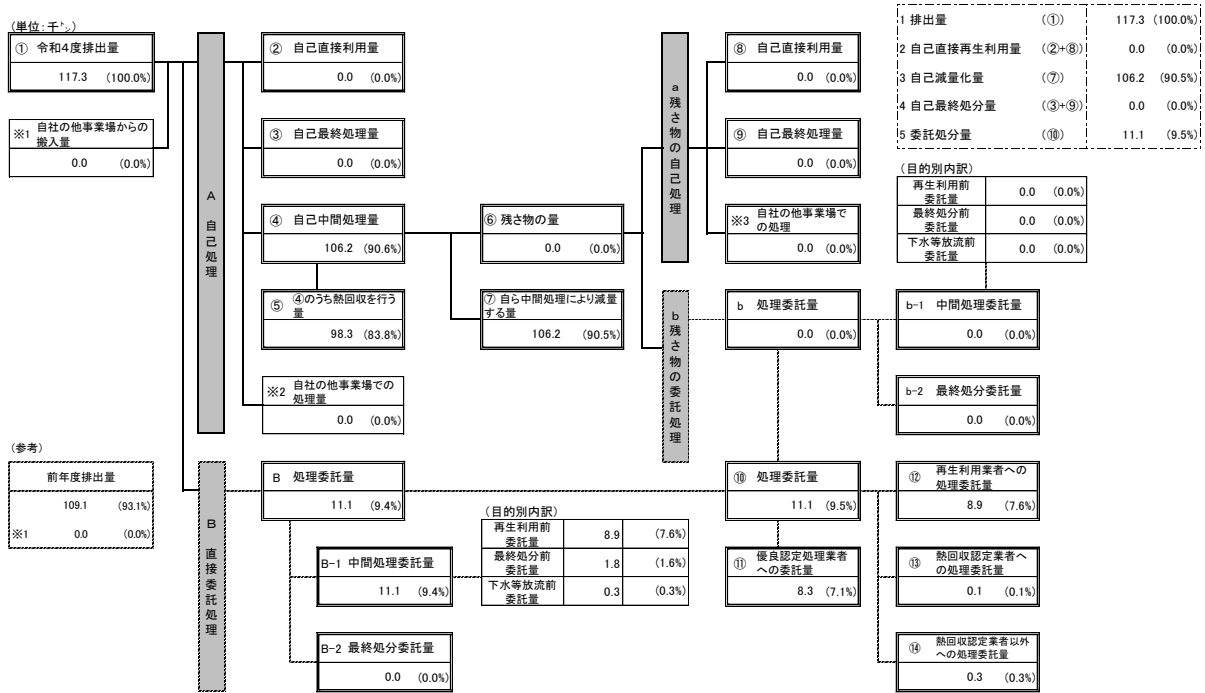 (単位:千㌧)
① 令和4度排出量
117.3 (100.0%)
※1 自社の他事業場からの
搬入量
0.0 (0.0%)
A 自己処理
② 自己直接利用量
0.0 (0.0%)
③ 自己最終処理量
0.0 (0.0%)
④ 自己中間処理量
106.2 (90.6%)
⑤ ④のうち熱回収を行う
量
98.3 (83.8%)
※2 自社の他事業場での
処理量
0.0 (0.0%)
⑥ 残さ物の量
0.0 (0.0%)
⑦ 自ら中間処理により減量
する量
106.2 (90.5%)
a 残さ物の自己処理
⑧ 自己直接利用量
0.0 (0.0%)
⑨ 自己最終処理量
0.0 (0.0%)
※3 自社の他事業場で
の処理
0.0 (0.0%)
b 残さ物の委託処理
b 処理委託量
0.0 (0.0%)
b-1 中間処理委託量
0.0 (0.0%)
b-2 最終処分委託量
0.0 (0.0%)
1 排出量 (①) 117.3 (100.0%)
2 自己直接再生利用量 (②+⑧) 0.0 (0.0%)
3 自己減量化量 (⑦) 106.2 (90.5%)
4 自己最終処分量 (③+⑨) 0.0 (0.0%)
5 委託処分量 (⑩) 11.1 (9.5%)
(目的別内訳)
再生利用前
委託量 0.0 (0.0%)
最終処分前
委託量 0.0 (0.0%)
下水等放流前
委託量 0.0 (0.0%)
(参考)
前年度排出量
109.1 (93.1%)
※1 0.0 (0.0%)
B 直接委託処理
B 処理委託量
11.1 (9.4%)
B-1 中間処理委託量
11.1 (9.4%)
B-2 最終処分委託量
0.0 (0.0%)
(目的別内訳)
再生利用前
委託量 8.9 (7.6%)
最終処分前
委託量 1.8 (1.6%)
下水等放流前
委託量 0.3 (0.3%)
⑩ 処理委託量
11.1 (9.5%)
⑪ 優良認定処理業者
への委託量
8.3 (7.1%)
⑫ 再生利用業者への
処理委託量
8.9 (7.6%)
⑬ 熱回収認定業者へ
の処理委託量
0.1 (0.1%)
⑭ 熱回収認定業者以外
への処理委託量
0.3 (0.3%)